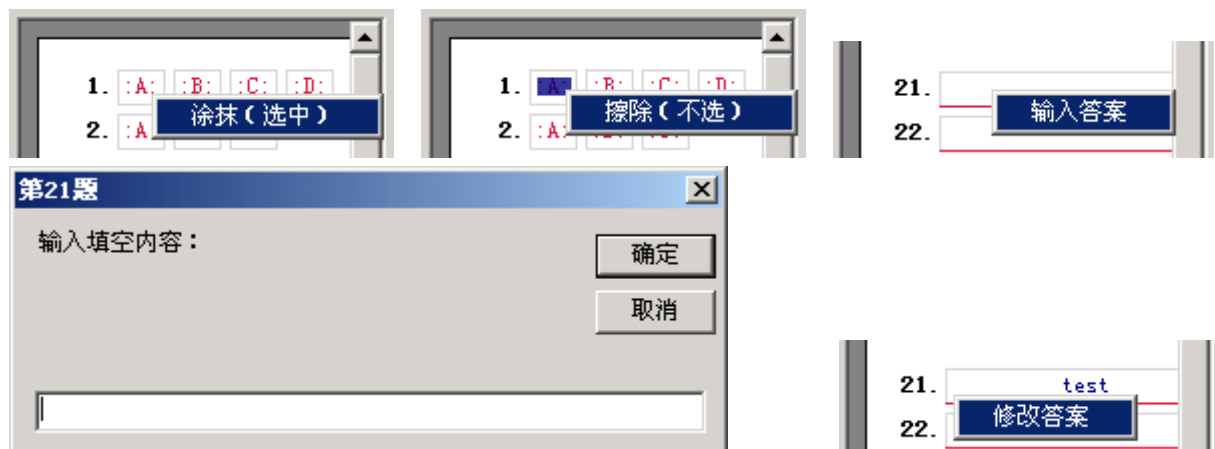 1. :A: :B: :C: :D:
涂抹(选中)
2. :A
1. :A: :B: :C: :D:
擦除(不选)
2. :A:
21.
输入答案
22.
第21题
输入填空内容：
确定
取消
21. test
修改答案
22.